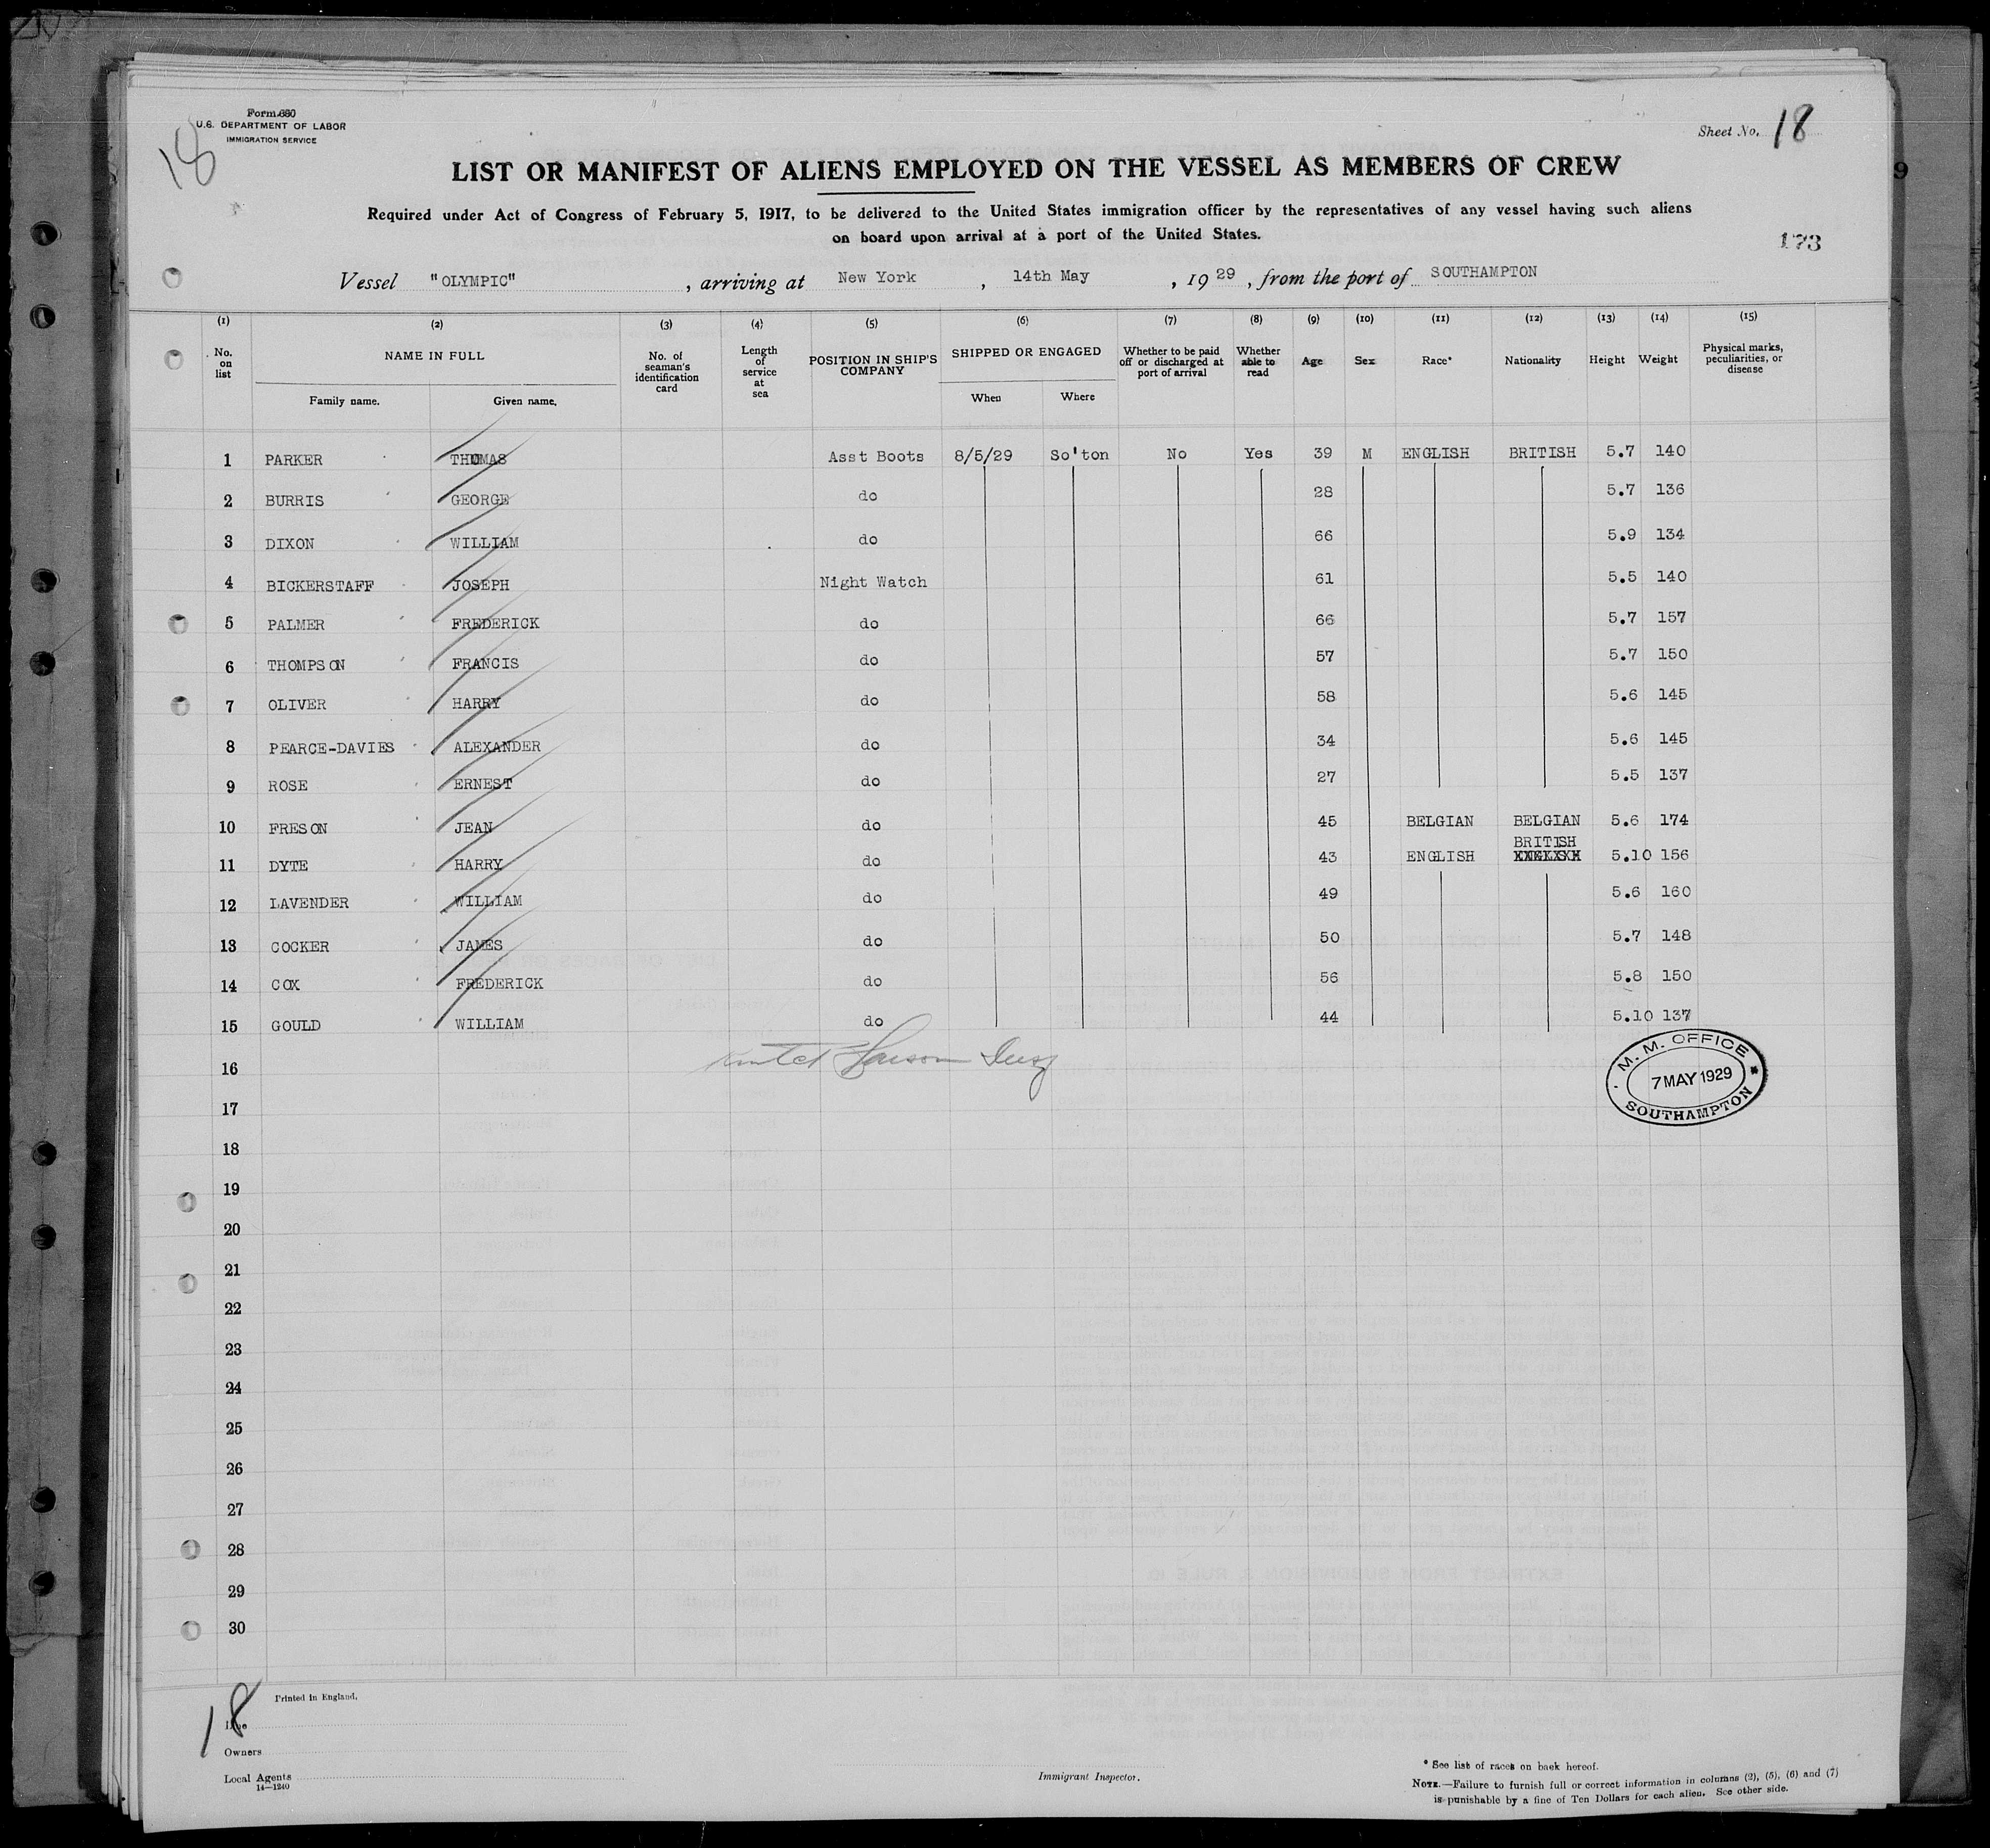 Form 680
U.S. DEPARTMENT OF LABOR
IMMIGRATION SERVICE
18
Sheet No. 18
LIST OR MANIFEST OF ALIENS EMPLOYED ON THE VESSEL AS MEMBERS OF CREW
Required under Act of Congress of February 5, 1917, to be delivered to the United States immigration officer by the representatives of any vessel having such aliens
on board upon arrival at a port of the United States.
173
Vessel "OLYMPIC", arriving at New York, 14th May, 1929, from the port of SOUTHAMPTON
(1) (2) (3) (4) (5) (6) (7) (8) (9) (10) (11) (12) (13) (14) (15)
No. on list NAME IN FULL Family name. Given name. No. of seaman's identification card Length of service at sea POSITION IN SHIP'S COMPANY SHIPPED OR ENGAGED When Where Whether to be paid off or discharged at port of arrival Whether able to read Age Sex Race* Nationality Height Weight Physical marks, peculiarities, or disease
1 PARKER THOMAS Asst Boots 8/5/29 So'ton No Yes 39 M ENGLISH BRITISH 5.7 140
2 BURRIS GEORGE do 28 5.7 136
3 DIXON WILLIAM do 66 5.9 134
4 BICKERSTAFF JOSEPH Night Watch 61 5.5 140
5 PALMER FREDERICK do 66 5.7 157
6 THOMPSON FRANCIS do 57 5.7 150
7 OLIVER HARRY do 58 5.6 145
8 PEARCE-DAVIES ALEXANDER do 34 5.6 145
9 ROSE ERNEST do 27 5.5 137
10 FRESON JEAN do 45 BELGIAN BELGIAN 5.6 174
11 DYTE HARRY do 43 ENGLISH BRITISH 5.10 156
12 LAVENDER WILLIAM do 49 5.6 160
13 COCKER JAMES do 50 5.7 148
14 COX FREDERICK do 56 5.8 150
15 GOULD WILLIAM do 44 5.10 137
16
M. M. OFFICE
7 MAY 1929
SOUTHAMPTON
17
18
19
20
21
22
23
24
25
26
27
28
29
30
18
Printed in England.
Line
Owners
Local Agents
14—1240
Immigrant Inspector.
* See list of races on back hereof.
NOTE.—Failure to furnish full or correct information in columns (2), (5), (6) and (7)
is punishable by a fine of Ten Dollars for each alien. See other side.